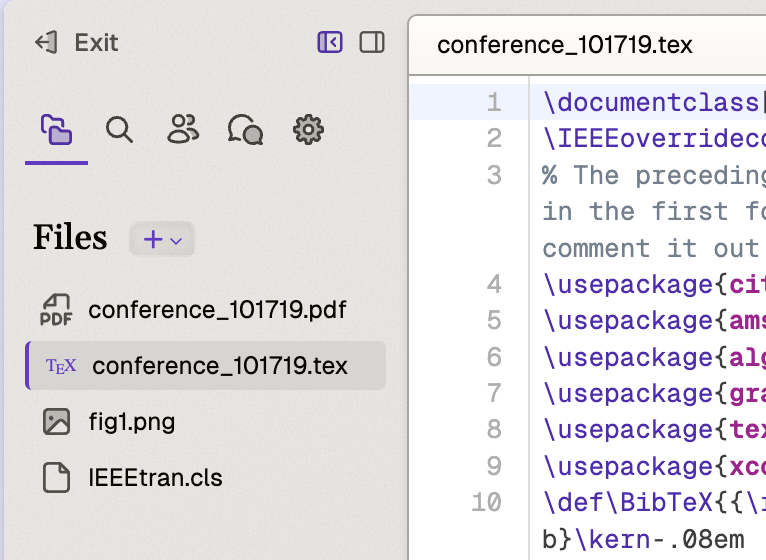 Exit
conference_101719.tex
Files
PDF
conference_101719.pdf
TEX conference_101719.tex
fig1.png
IEEEtran.cls
1 \documentclass
2 \IEEEoverridec
3 % The preceding
in the first fo
comment it out
4 \usepackage{cit
5 \usepackage{ams
6 \usepackage{alg
7 \usepackage{gra
8 \usepackage{tex
9 \usepackage{xco
10 \def\BibTeX{{\r
b}\kern-.08em